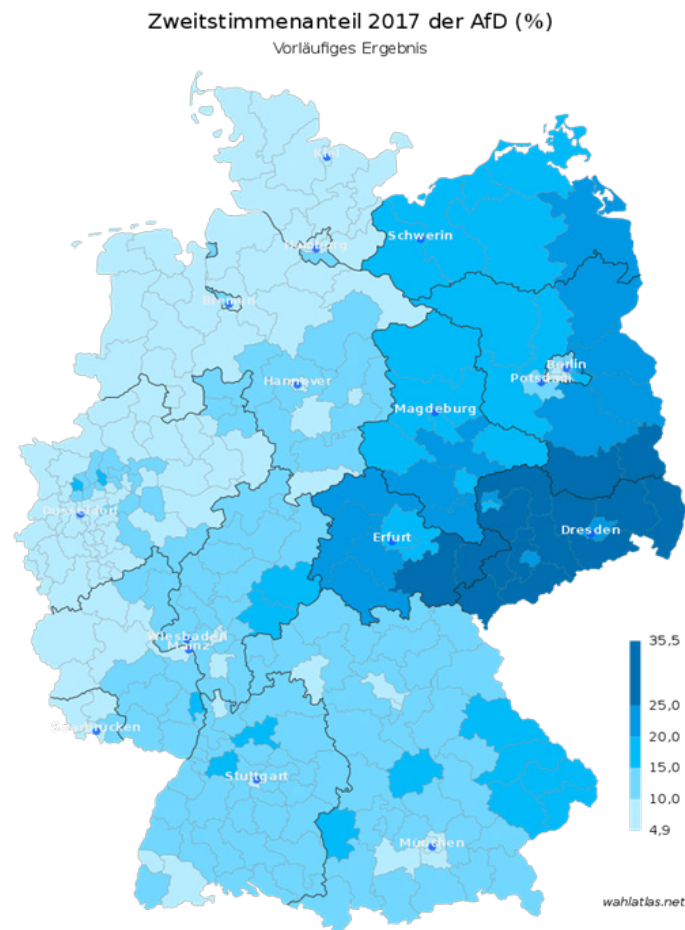 Zweitstimmenanteil 2017 der AfD (%)
Vorläufiges Ergebnis
Kiel
Schwerin
Hamburg
Bremen
Berlin
Potsdam
Hannover
Magdeburg
Düsseldorf
Erfurt
Dresden
Wiesbaden
Mainz
Saarbrücken
Stuttgart
München
35,5
25,0
20,0
15,0
10,0
4,9
wahlatlas.net